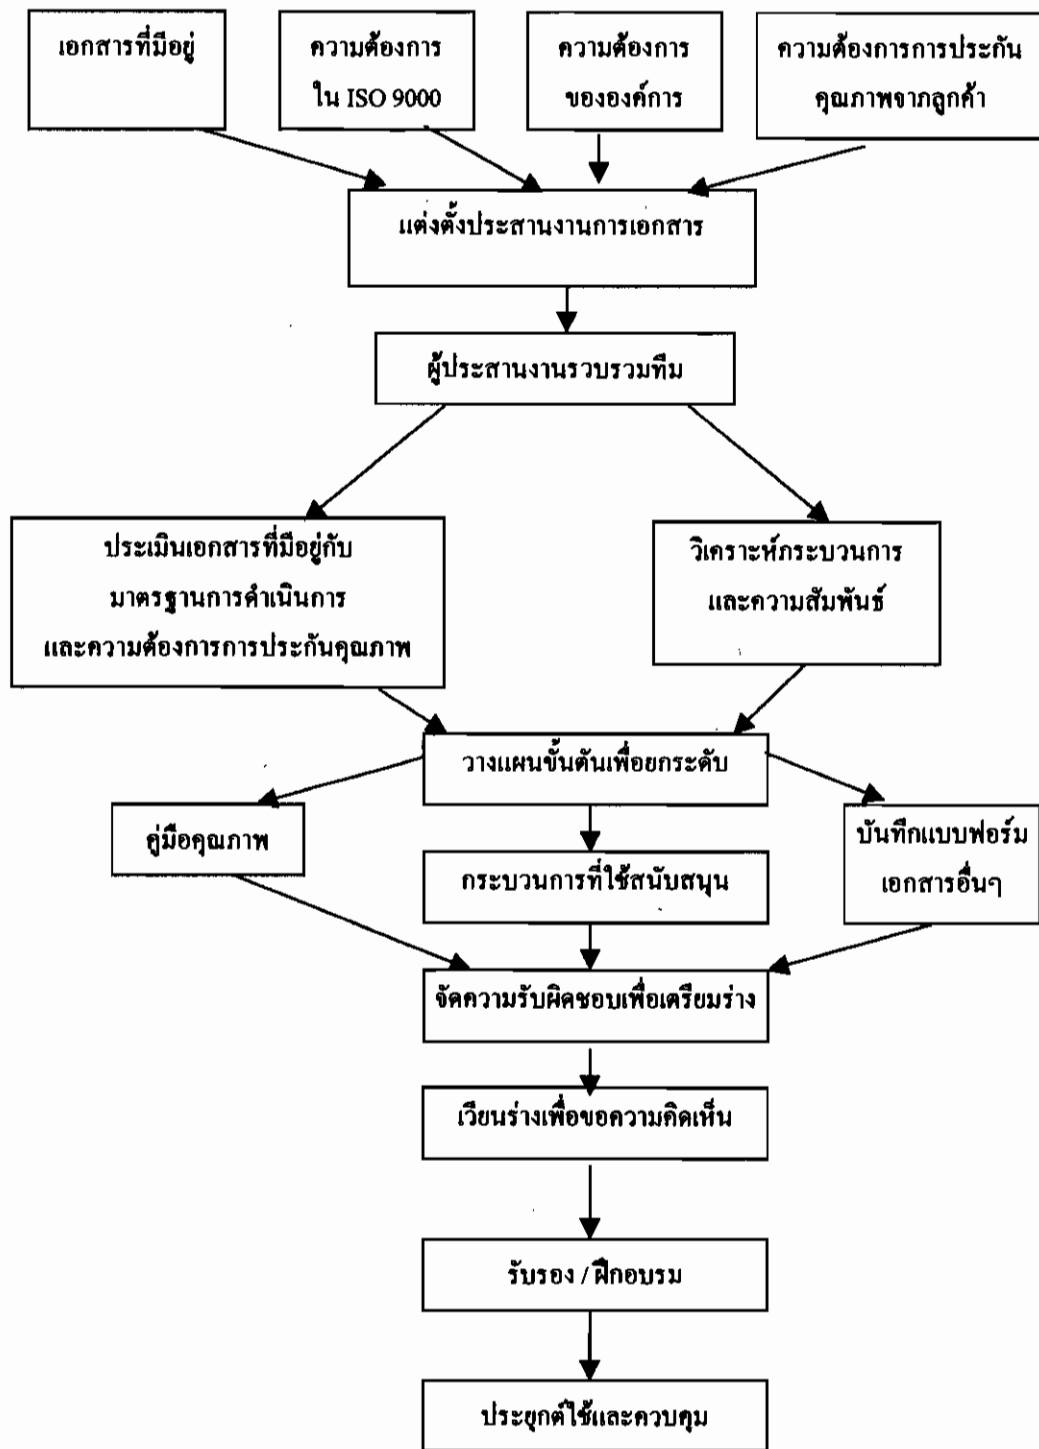 เอกสารที่มีอยู่
ความต้องการ
ใน ISO 9000
ความต้องการ
ขององค์การ
ความต้องการการประกัน
คุณภาพจากลูกค้า
แต่งตั้งประสานงานการเอกสาร
ผู้ประสานงานรวบรวมทีม
ประเมินเอกสารที่มีอยู่กับ
มาตรฐานการดำเนินการ
และความต้องการการประกันคุณภาพ
วิเคราะห์กระบวนการ
และความสัมพันธ์
วางแผนขั้นต้นเพื่อยกระดับ
คู่มือคุณภาพ
กระบวนการที่ใช้สนับสนุน
บันทึกแบบฟอร์ม
เอกสารอื่นๆ
จัดความรับผิดชอบเพื่อเตรียมร่าง
เวียนร่างเพื่อขอความคิดเห็น
รับรอง / ฝึกอบรม
ประยุกต์ใช้และควบคุม